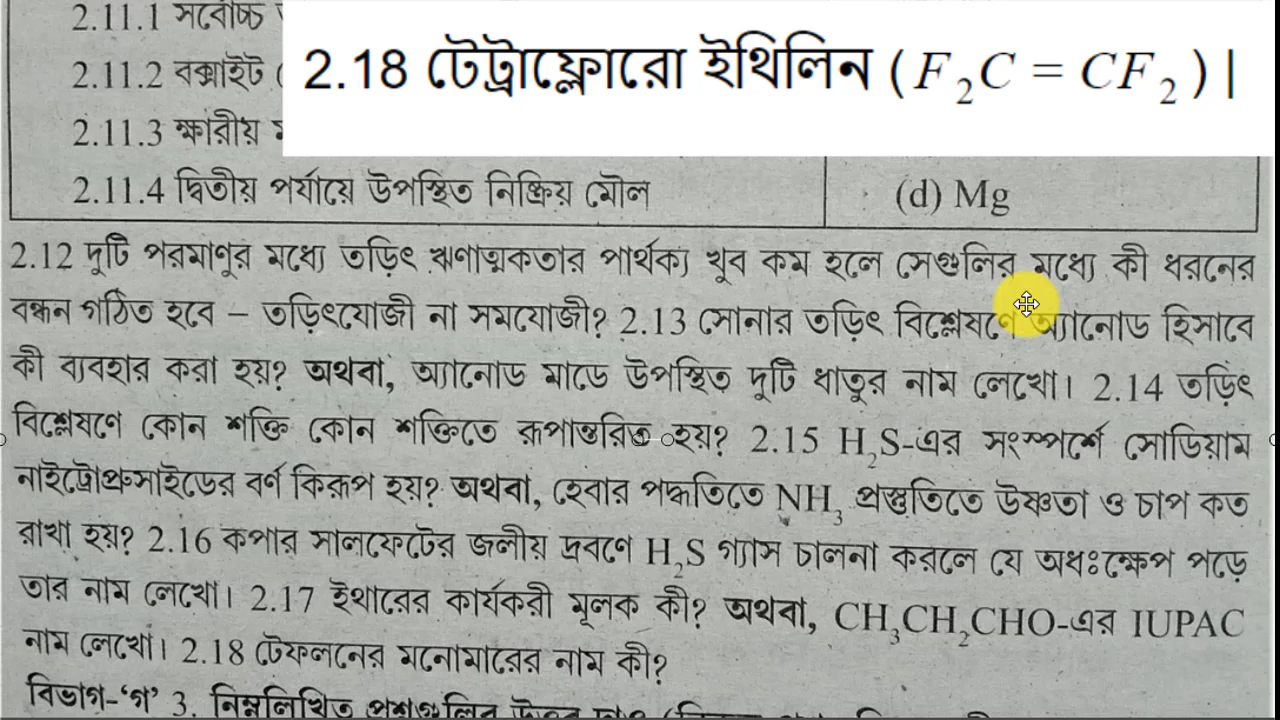 2.11.1 সর্বোচ্চ
2.18 টেট্রাফ্লোরো ইথিলিন (F₂C = CF₂) |
2.11.2 বক্সাইট (
2.11.3 ক্ষারীয়
2.11.4 দ্বিতীয় পর্যায়ে উপস্থিত নিষ্ক্রিয় মৌল (d) Mg
2.12 দুটি পরমাণুর মধ্যে তড়িৎ ঋণাত্মকতার পার্থক্য খুব কম হলে সেগুলির মধ্যে কী ধরনের
বন্ধন গঠিত হবে – তড়িৎযোজী না সমযোজী? 2.13 সোনার তড়িৎ বিশ্লেষণে অ্যানোড হিসাবে
কী ব্যবহার করা হয়? অথবা, অ্যানোড মাডে উপস্থিত দুটি ধাতুর নাম লেখো। 2.14 তড়িৎ
বিশ্লেষণে কোন শক্তি কোন শক্তিতে রূপান্তরিত হয়? 2.15 H₂S-এর সংস্পর্শে সোডিয়াম
নাইট্রোপ্রুসাইডের বর্ণ কিরূপ হয়? অথবা, হেবার পদ্ধতিতে NH₃ প্রস্তুতিতে উষ্ণতা ও চাপ কত
রাখা হয়? 2.16 কপার সালফেটের জলীয় দ্রবণে H₂S গ্যাস চালনা করলে যে অধঃক্ষেপ পড়ে
তার নাম লেখো। 2.17 ইথারের কার্যকরী মূলক কী? অথবা, CH₃CH₂CHO-এর IUPAC
নাম লেখো। 2.18 টেফলনের মনোমারের নাম কী?
বিভাগ-‘গ’ 3. নিম্নলিখিত প্রশ্নগুলির উত্তর দাও